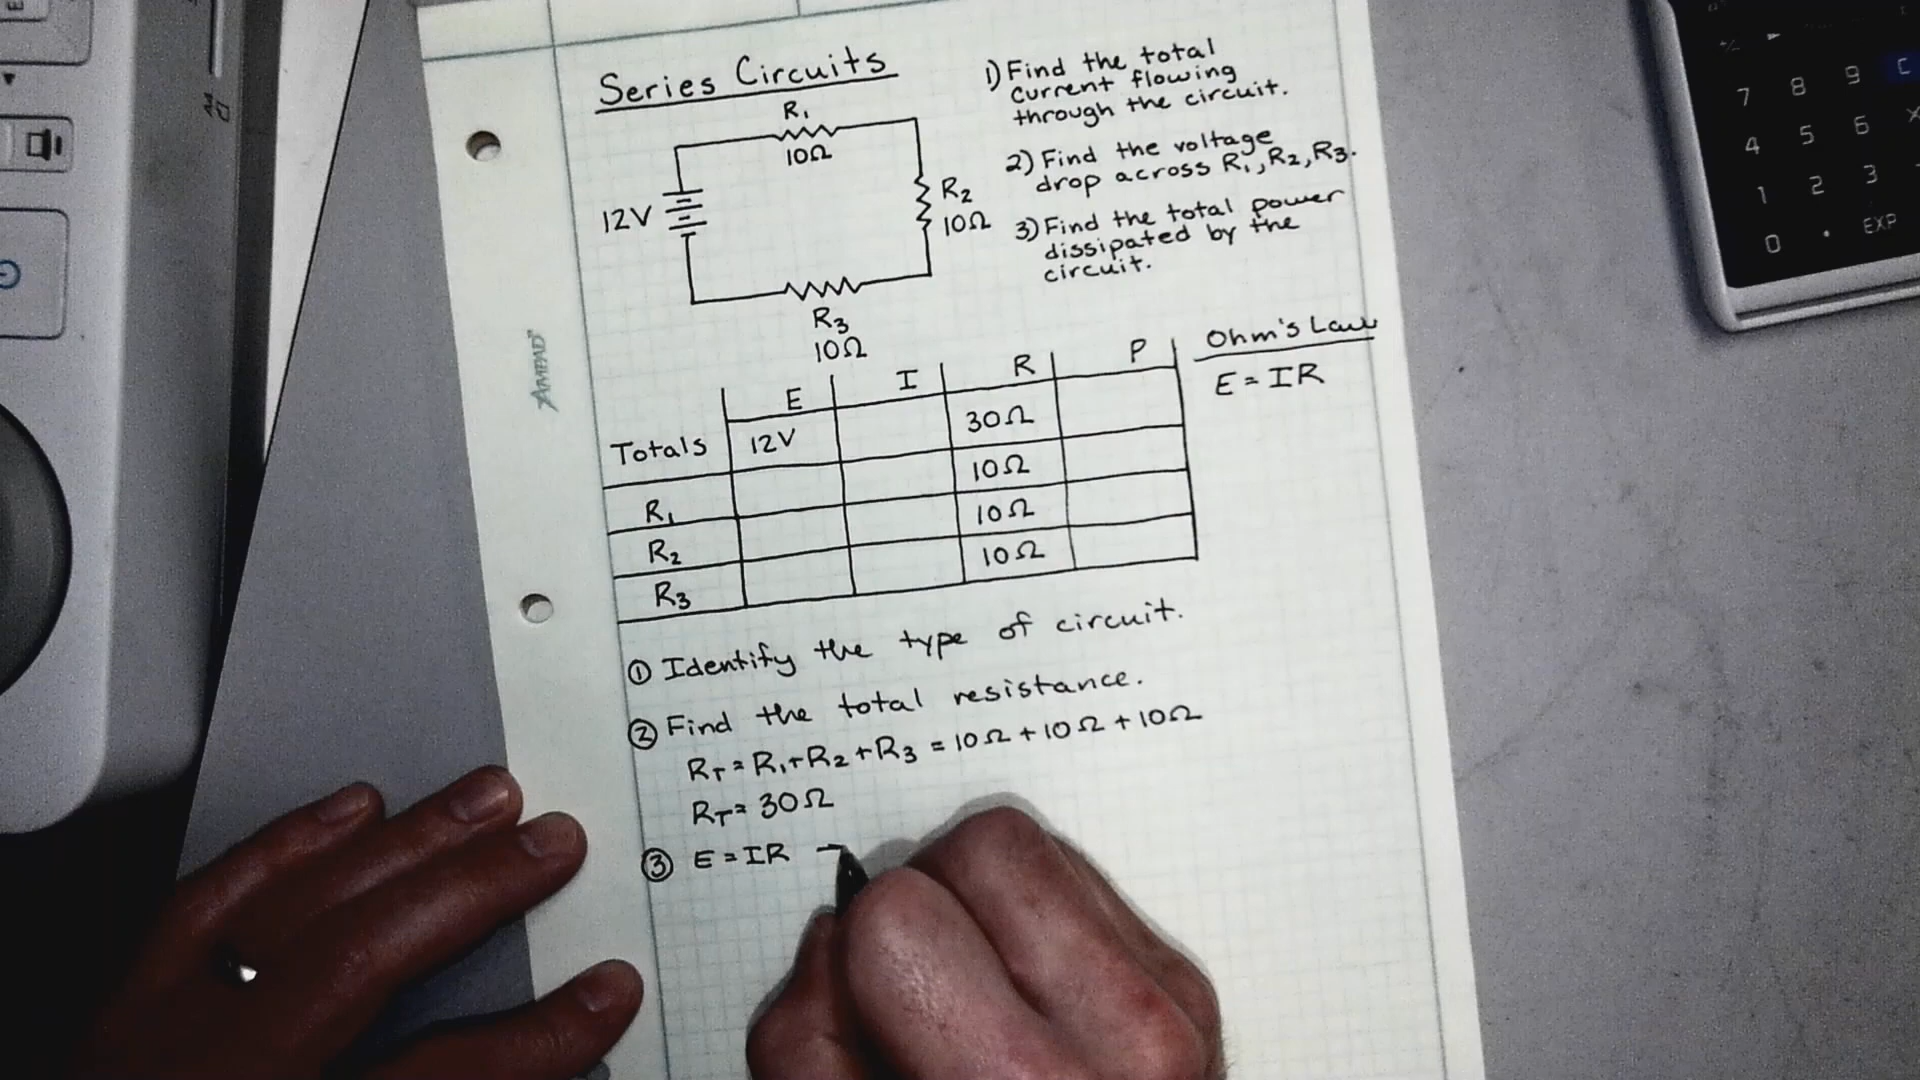 Series Circuits
R₁
10Ω
12V
R₂
10Ω
R₃
10Ω
1) Find the total
current flowing
through the circuit.
2) Find the voltage
drop across R₁, R₂, R₃.
3) Find the total power
dissipated by the
circuit.
Ohm's Law
E = IR
E I R P
Totals 12V 30Ω
R₁ 10Ω
R₂ 10Ω
R₃ 10Ω
① Identify the type of circuit.
② Find the total resistance.
R_T = R₁ + R₂ + R₃ = 10Ω + 10Ω + 10Ω
R_T = 30Ω
③ E = IR
AMPAD
7 8 9 C
4 5 6 ×
1 2 3
0 . EXP